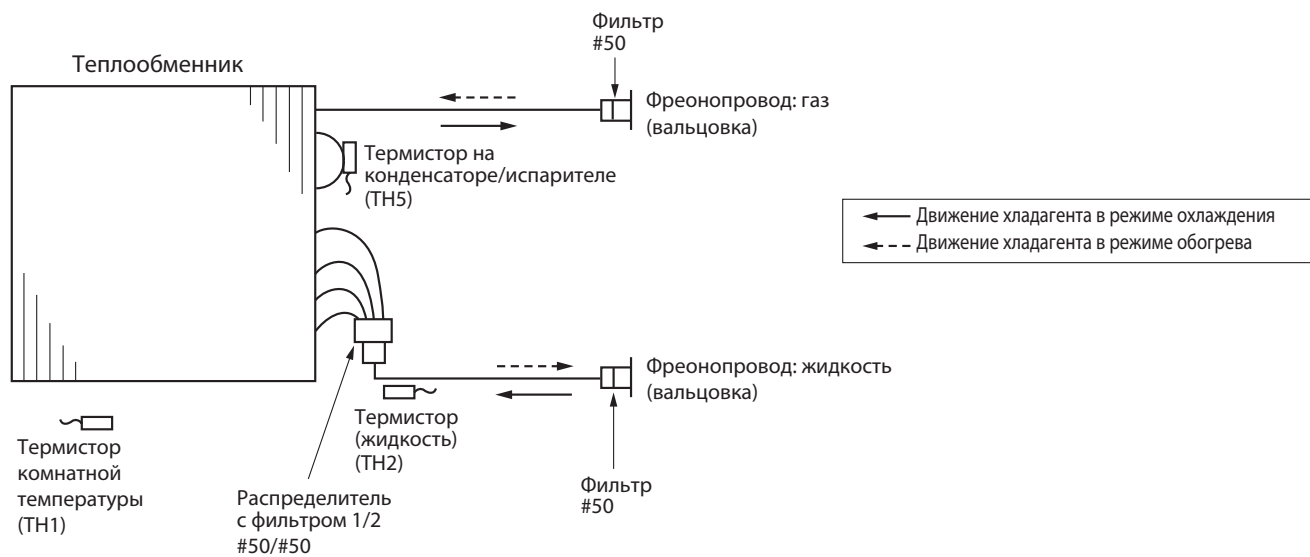 Фильтр
#50
Теплообменник
Фреонопровод: газ
(вальцовка)
Термистор на
конденсаторе/испарителе
(TH5)
Движение хладагента в режиме охлаждения
Движение хладагента в режиме обогрева
Фреонопровод: жидкость
(вальцовка)
Термистор
(жидкость)
(TH2)
Термистор
комнатной
температуры
(TH1)
Распределитель
с фильтром 1/2
#50/#50
Фильтр
#50